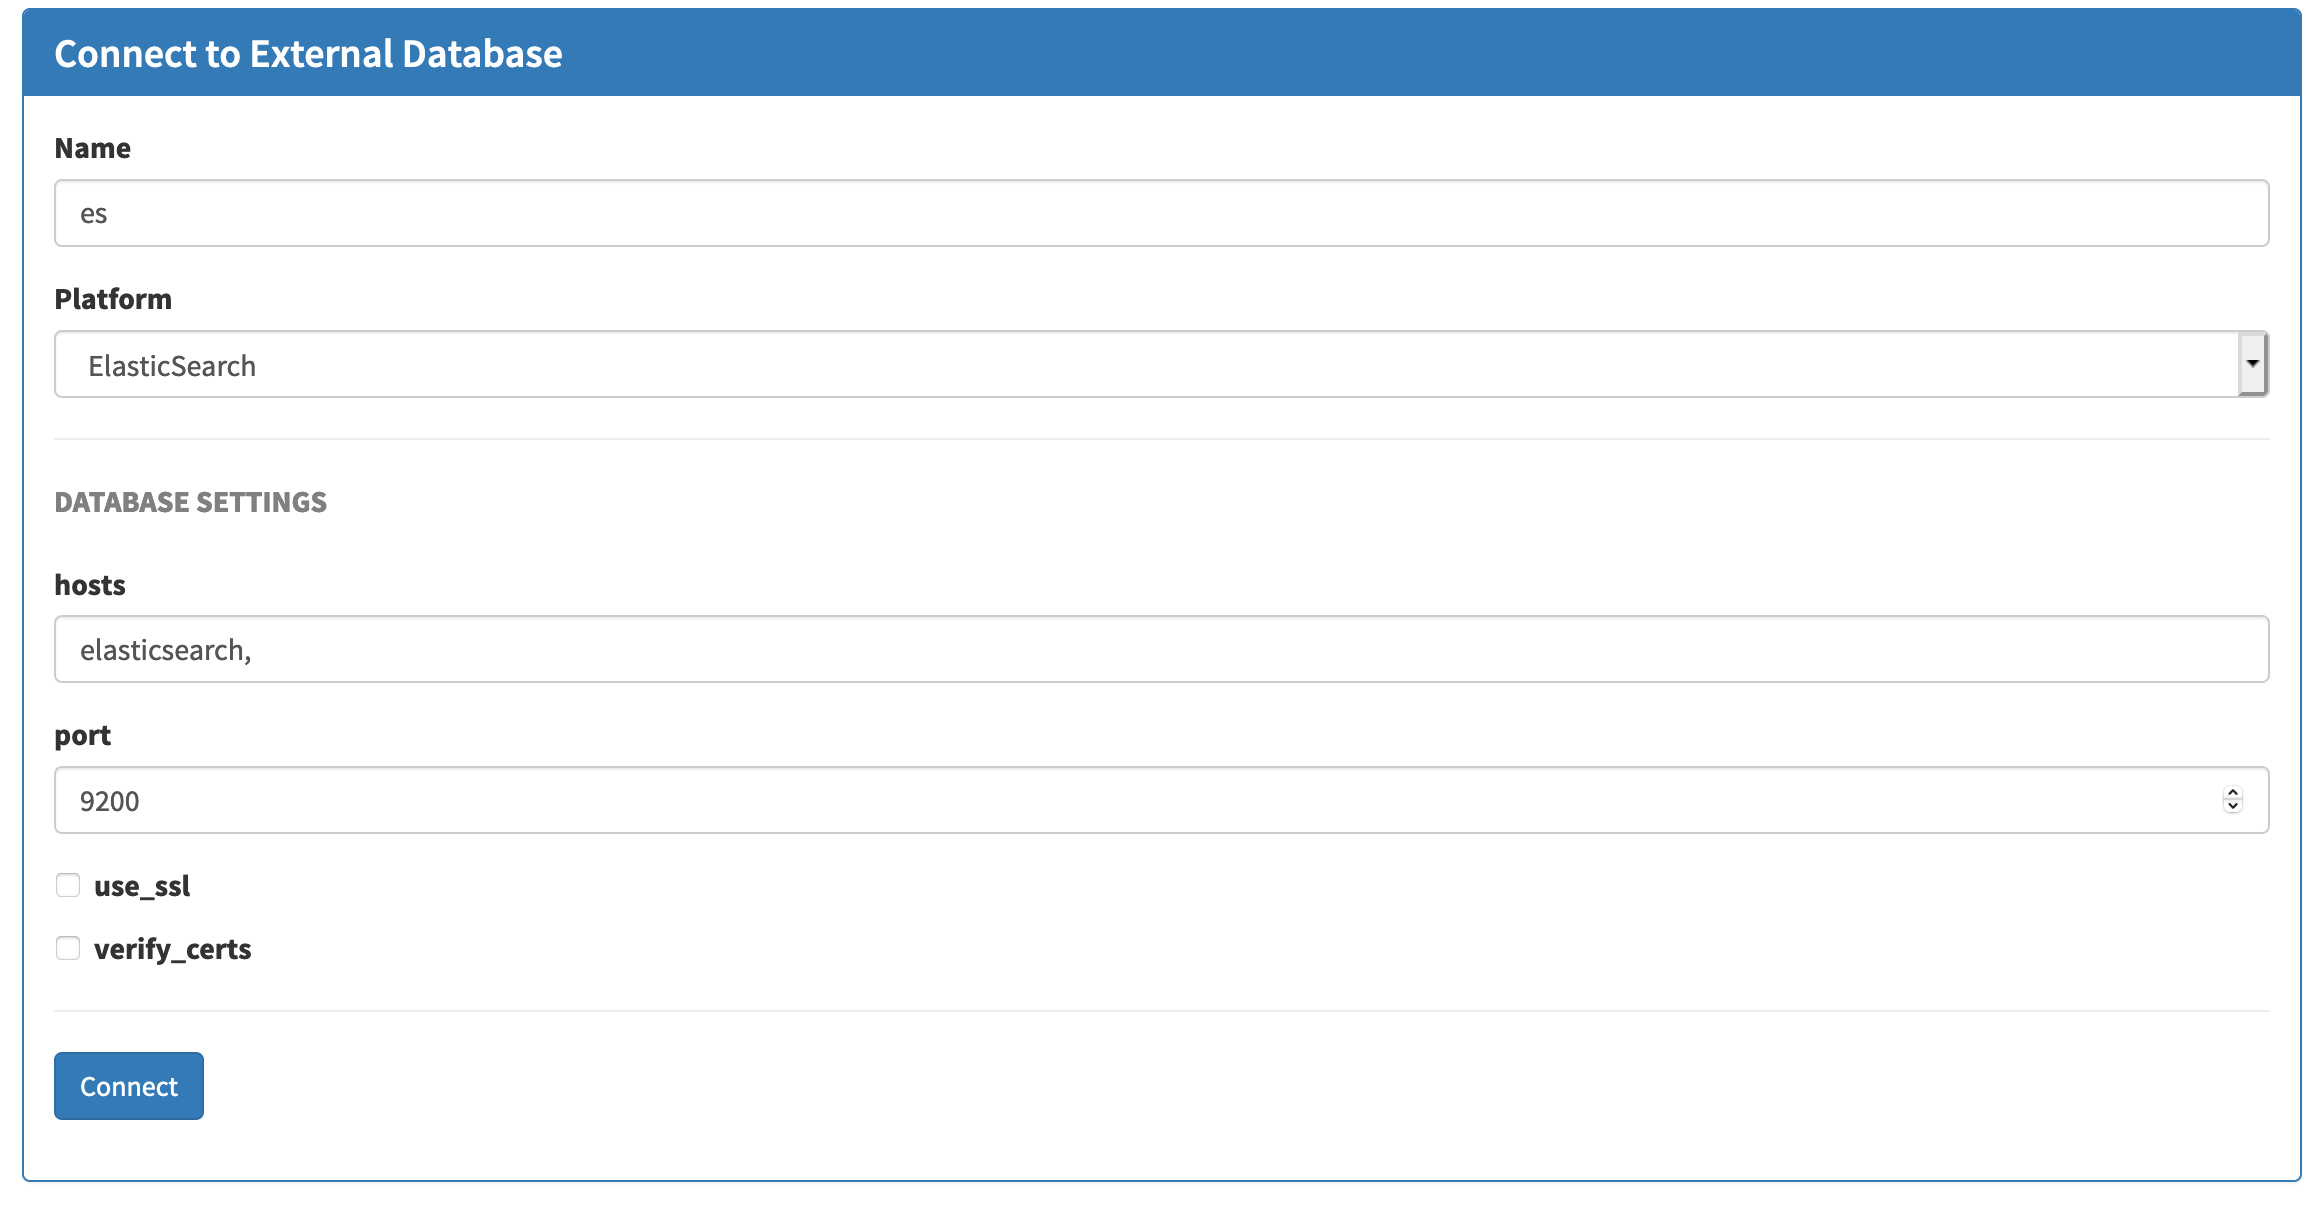 Connect to External Database
Name
es
Platform
ElasticSearch
DATABASE SETTINGS
hosts
elasticsearch,
port
9200
use_ssl
verify_certs
Connect